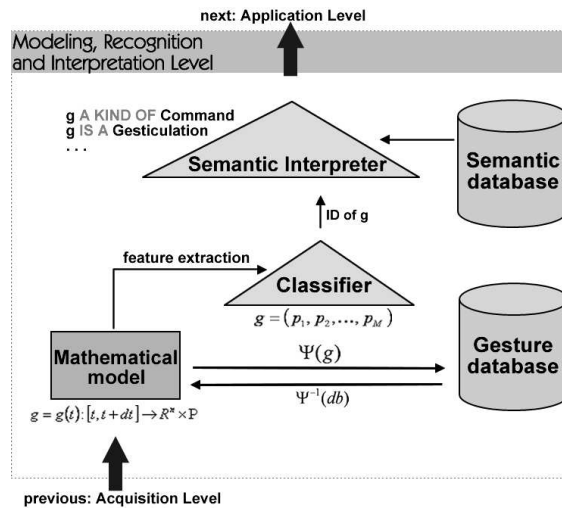 next: Application Level
Modeling, Recognition
and Interpretation Level
g A KIND OF Command
g IS A Gesticulation
. . .
Semantic Interpreter
Semantic
database
ID of g
feature extraction
Classifier
g = (p₁, p₂, ..., p_M)
Mathematical
model
Ψ(g)
Ψ⁻¹(db)
Gesture
database
g = g(t): [t, t + dt] → Rⁿ × P
previous: Acquisition Level